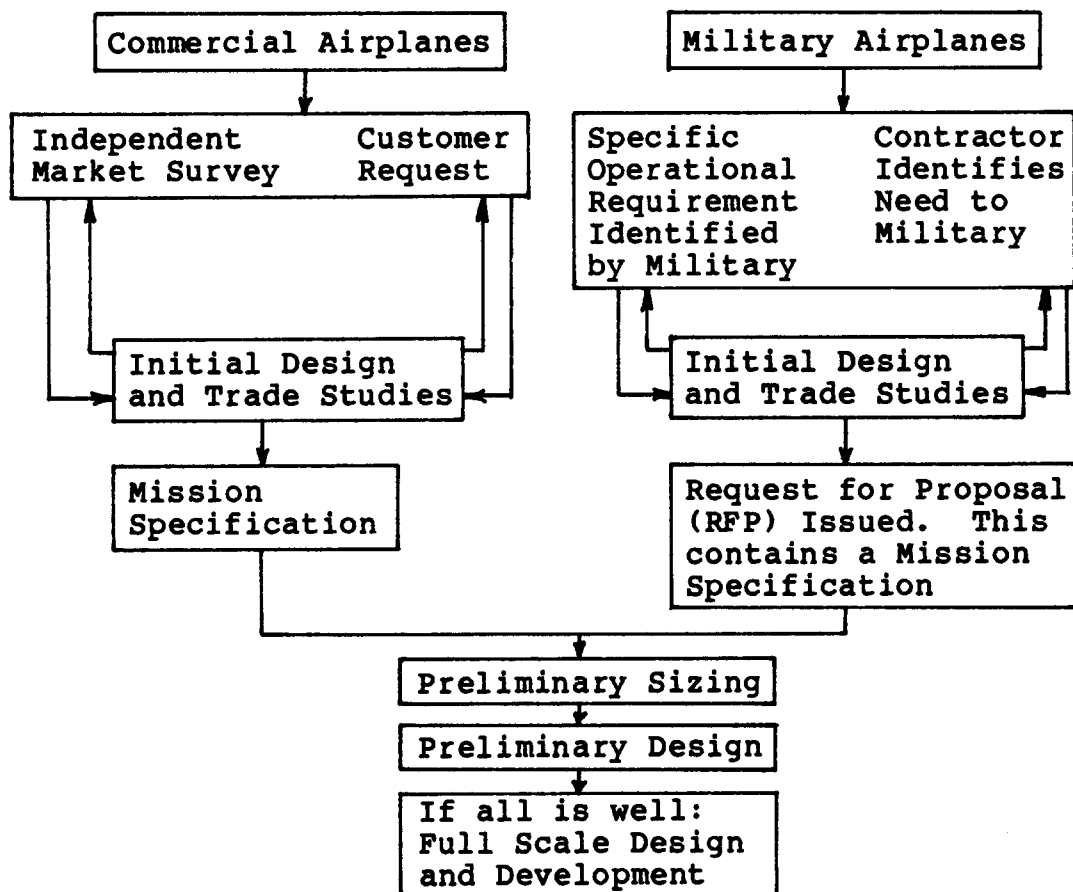 Commercial Airplanes
Military Airplanes
Independent Customer
Market Survey Request
Specific Contractor
Operational Identifies
Requirement Need to
Identified Military
by Military
Initial Design
and Trade Studies
Initial Design
and Trade Studies
Mission
Specification
Request for Proposal
(RFP) Issued. This
contains a Mission
Specification
Preliminary Sizing
Preliminary Design
If all is well:
Full Scale Design
and Development